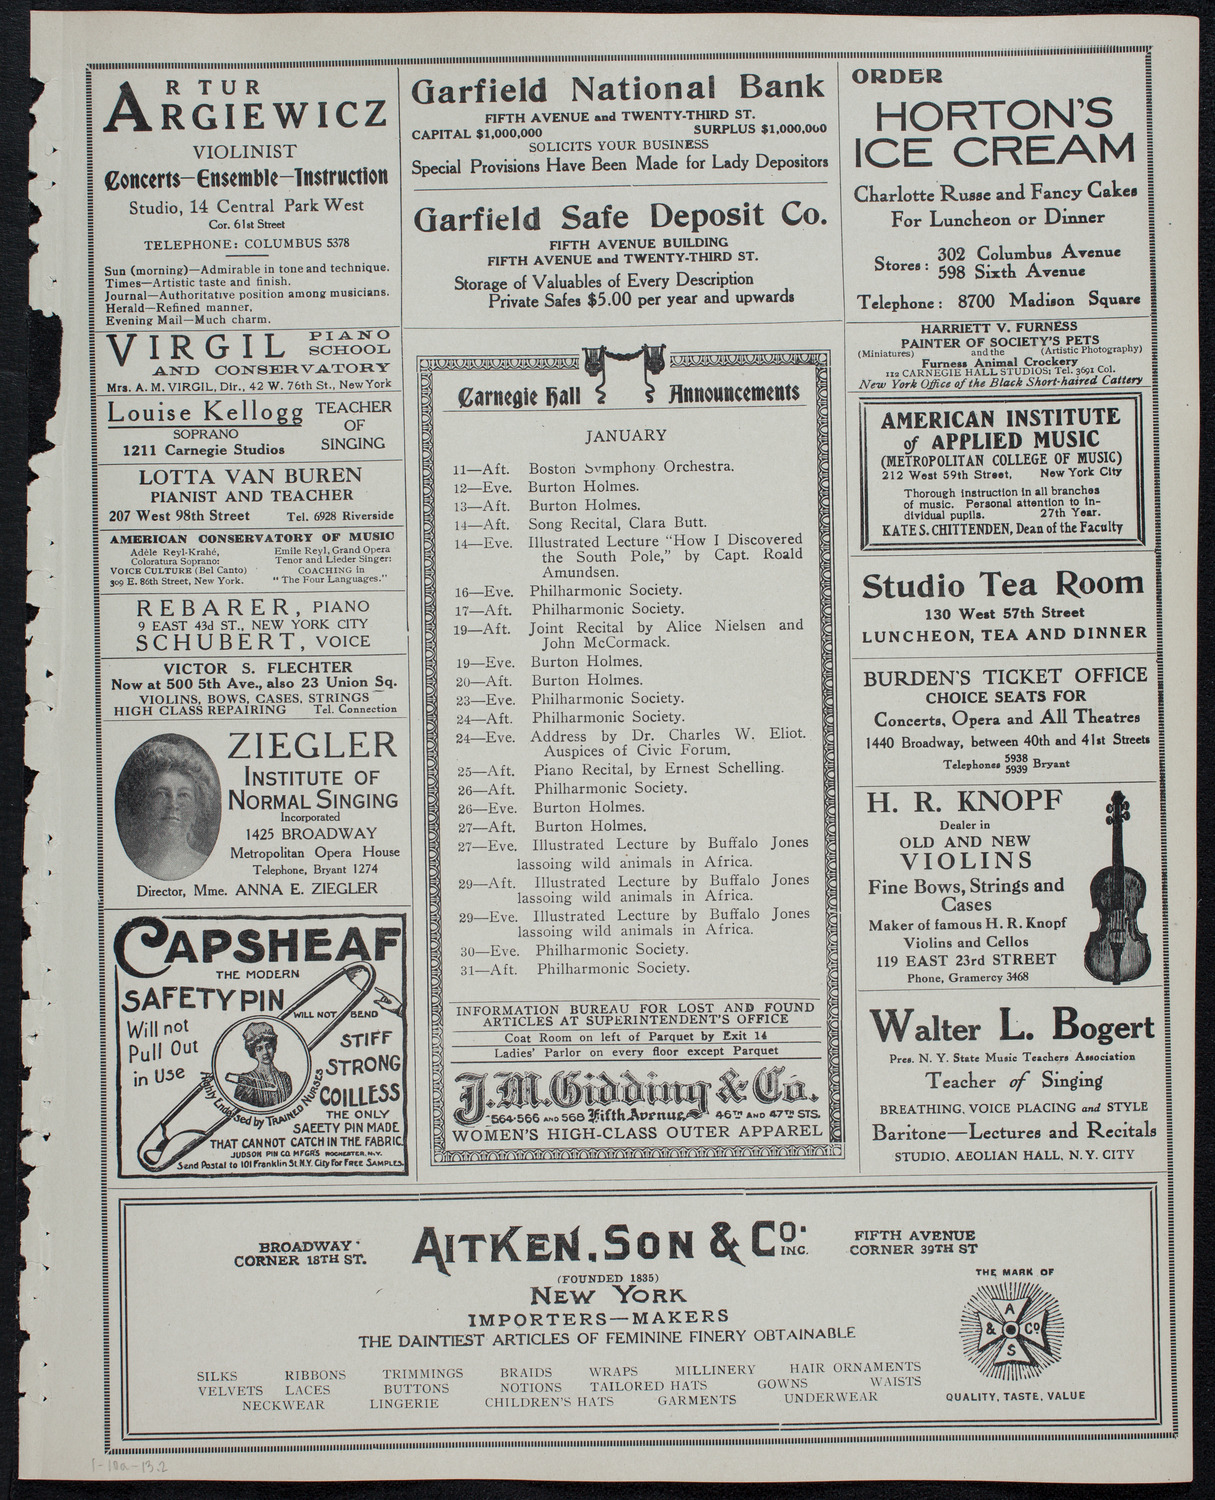 ARTUR
ARGIEWICZ
VIOLINIST
Concerts—Ensemble—Instruction
Studio, 14 Central Park West
Cor. 61st Street
TELEPHONE: COLUMBUS 5378
Sun (morning)—Admirable in tone and technique.
Times—Artistic taste and finish.
Journal—Authoritative position among musicians.
Herald—Refined manner.
Evening Mail—Much charm.
VIRGIL PIANO SCHOOL
AND CONSERVATORY
Mrs. A. M. VIRGIL, Dir., 42 W. 76th St., New York
Louise Kellogg TEACHER OF SINGING
SOPRANO
1211 Carnegie Studios
LOTTA VAN BUREN
PIANIST AND TEACHER
207 West 98th Street Tel. 6928 Riverside
AMERICAN CONSERVATORY OF MUSIC
Adèle Reyl-Krahé,
Coloratura Soprano:
VOICE CULTURE (Bel Canto)
309 E. 86th Street, New York.
Emile Reyl, Grand Opera
Tenor and Lieder Singer:
COACHING in
"The Four Languages."
REBARER, PIANO
9 EAST 43d ST., NEW YORK CITY
SCHUBERT, VOICE
VICTOR S. FLECHTER
Now at 500 5th Ave., also 23 Union Sq.
VIOLINS, BOWS, CASES, STRINGS
HIGH CLASS REPAIRING Tel. Connection
ZIEGLER
INSTITUTE OF
NORMAL SINGING
Incorporated
1425 BROADWAY
Metropolitan Opera House
Telephone, Bryant 1274
Director, Mme. ANNA E. ZIEGLER
CAPSHEAF
THE MODERN
SAFETY PIN
WILL NOT BEND
Will not
Pull Out
in Use
STIFF
STRONG
COILLESS
Highly Endorsed by TRAINED NURSES
THE ONLY
SAFETY PIN MADE
THAT CANNOT CATCH IN THE FABRIC.
JUDSON PIN CO. MFGRS ROCHESTER, N.Y.
Send Postal to 101 Franklin St. N.Y. City For FREE SAMPLES.
Garfield National Bank
FIFTH AVENUE and TWENTY-THIRD ST.
CAPITAL $1,000,000 SURPLUS $1,000,000
SOLICITS YOUR BUSINESS
Special Provisions Have Been Made for Lady Depositors
Garfield Safe Deposit Co.
FIFTH AVENUE BUILDING
FIFTH AVENUE and TWENTY-THIRD ST.
Storage of Valuables of Every Description
Private Safes $5.00 per year and upwards
Carnegie Hall Announcements
JANUARY
11—Aft. Boston Symphony Orchestra.
12—Eve. Burton Holmes.
13—Aft. Burton Holmes.
14—Aft. Song Recital, Clara Butt.
14—Eve. Illustrated Lecture "How I Discovered
the South Pole," by Capt. Roald
Amundsen.
16—Eve. Philharmonic Society.
17—Aft. Philharmonic Society.
19—Aft. Joint Recital by Alice Nielsen and
John McCormack.
19—Eve. Burton Holmes.
20—Aft. Burton Holmes.
23—Eve. Philharmonic Society.
24—Aft. Philharmonic Society.
24—Eve. Address by Dr. Charles W. Eliot.
Auspices of Civic Forum.
25—Aft. Piano Recital, by Ernest Schelling.
26—Aft. Philharmonic Society.
26—Eve. Burton Holmes.
27—Aft. Burton Holmes.
27—Eve. Illustrated Lecture by Buffalo Jones
lassoing wild animals in Africa.
29—Aft. Illustrated Lecture by Buffalo Jones
lassoing wild animals in Africa.
29—Eve. Illustrated Lecture by Buffalo Jones
lassoing wild animals in Africa.
30—Eve. Philharmonic Society.
31—Aft. Philharmonic Society.
INFORMATION BUREAU FOR LOST AND FOUND
ARTICLES AT SUPERINTENDENT'S OFFICE
Coat Room on left of Parquet by Exit 14
Ladies' Parlor on every floor except Parquet
J. M. Gidding & Co.
564-566 AND 568 Fifth Avenue, 46TH AND 47TH STS.
WOMEN'S HIGH-CLASS OUTER APPAREL
ORDER
HORTON'S
ICE CREAM
Charlotte Russe and Fancy Cakes
For Luncheon or Dinner
Stores: 302 Columbus Avenue
598 Sixth Avenue
Telephone: 8700 Madison Square
HARRIETT V. FURNESS
PAINTER OF SOCIETY'S PETS
(Miniatures) and the (Artistic Photography)
Furness Animal Crockery
112 CARNEGIE HALL STUDIOS; Tel. 3691 Col.
New York Office of the Black Short-haired Cattery
AMERICAN INSTITUTE
of APPLIED MUSIC
(METROPOLITAN COLLEGE OF MUSIC)
212 West 59th Street, New York City
Thorough instruction in all branches
of music. Personal attention to in-
dividual pupils. 27th Year.
KATE S. CHITTENDEN, Dean of the Faculty
Studio Tea Room
130 West 57th Street
LUNCHEON, TEA AND DINNER
BURDEN'S TICKET OFFICE
CHOICE SEATS FOR
Concerts, Opera and All Theatres
1440 Broadway, between 40th and 41st Streets
Telephones 5938 5939 Bryant
H. R. KNOPF
Dealer in
OLD AND NEW
VIOLINS
Fine Bows, Strings and
Cases
Maker of famous H. R. Knopf
Violins and Cellos
119 EAST 23rd STREET
Phone, Gramercy 3468
Walter L. Bogert
Pres. N. Y. State Music Teachers Association
Teacher of Singing
BREATHING, VOICE PLACING and STYLE
Baritone—Lectures and Recitals
STUDIO, AEOLIAN HALL, N. Y. CITY
BROADWAY
CORNER 18TH ST.
AITKEN, SON & CO. INC.
FIFTH AVENUE
CORNER 39TH ST
(FOUNDED 1835)
NEW YORK
IMPORTERS—MAKERS
THE DAINTIEST ARTICLES OF FEMININE FINERY OBTAINABLE
SILKS RIBBONS TRIMMINGS BRAIDS WRAPS MILLINERY HAIR ORNAMENTS
VELVETS LACES BUTTONS NOTIONS TAILORED HATS GOWNS WAISTS
NECKWEAR LINGERIE CHILDREN'S HATS GARMENTS UNDERWEAR
THE MARK OF
A & S Co
QUALITY, TASTE, VALUE
1-10a-13.2